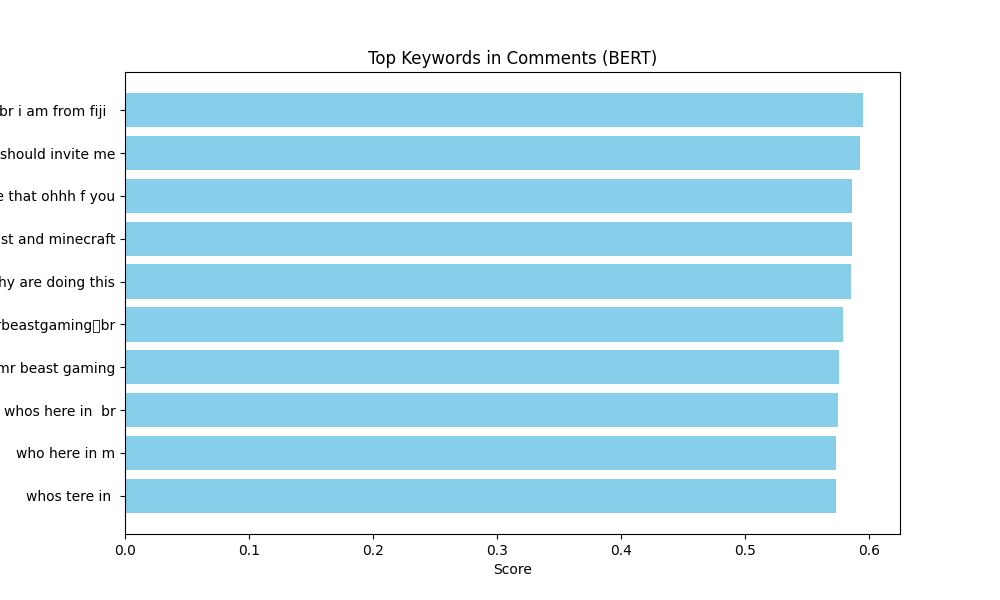 Top Keywords in Comments (BERT)
br i am from fiji
should invite me
e that ohhh f you
st and minecraft
hy are doing this
rbeastgaming▯br
mr beast gaming
whos here in  br
who here in m
whos tere in
0.0 0.1 0.2 0.3 0.4 0.5 0.6
Score